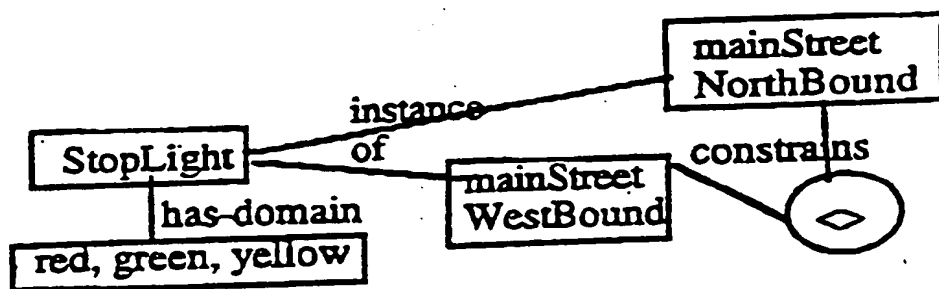 mainStreet
NorthBound
instance
of
StopLight
constrains
mainStreet
WestBound
<>
has-domain
red, green, yellow